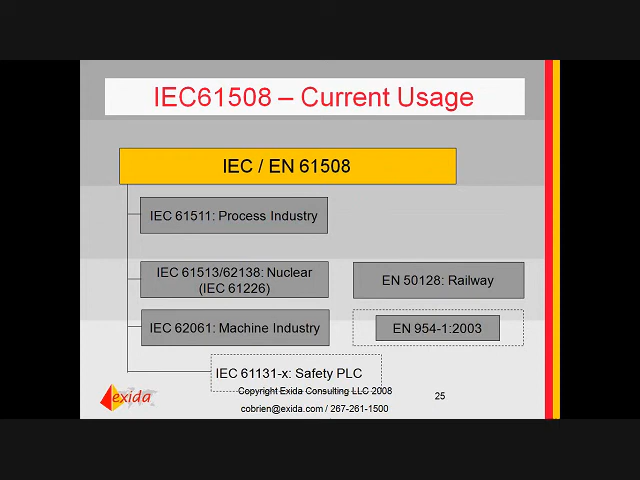 IEC61508 – Current Usage
IEC / EN 61508
IEC 61511: Process Industry
IEC 61513/62138: Nuclear
(IEC 61226)
EN 50128: Railway
IEC 62061: Machine Industry
EN 954-1:2003
IEC 61131-x: Safety PLC
exida
Copyright Exida Consulting LLC 2008
cobrien@exida.com / 267-261-1500
25